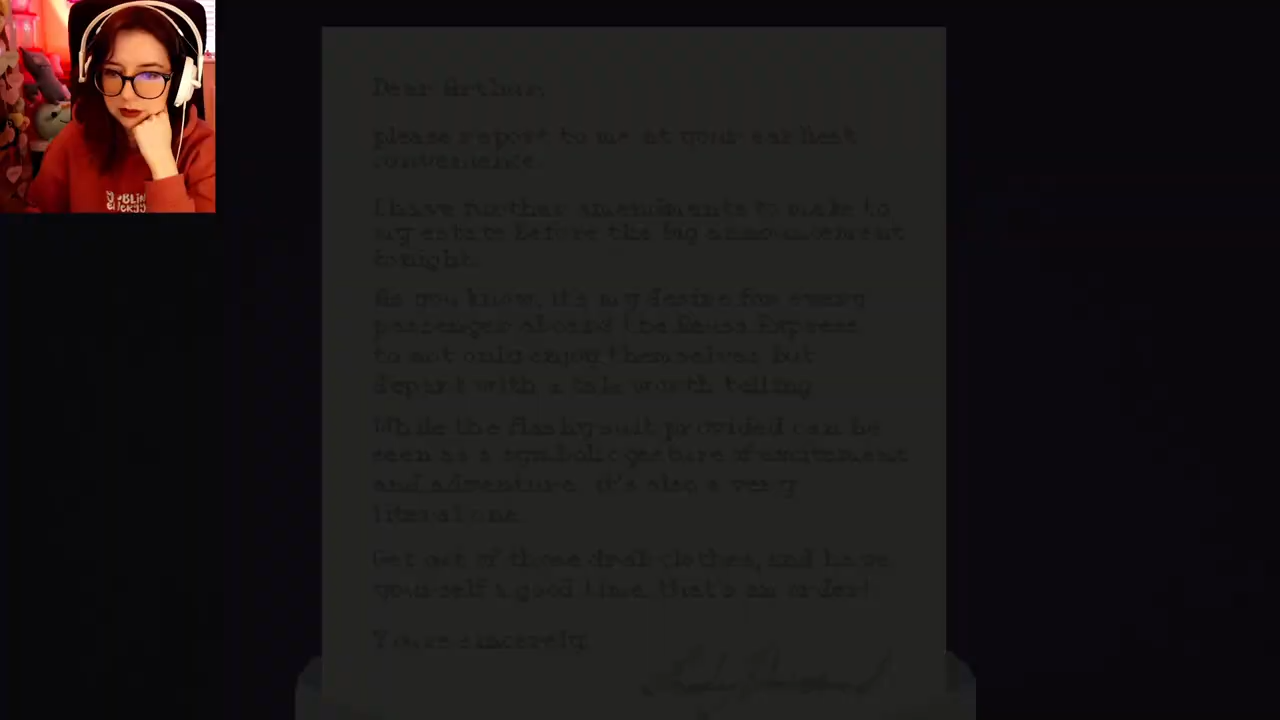 Dear Arthur,
please report to me at your earliest
convenience.
I have further amendments to make to
my estate before the big announcement
tonight.
As you know, it's my desire for every
passenger aboard the Reusa Express
to not only enjoy themselves but
depart with a tale worth telling.
While the flashy suit provided can be
seen as a symbolic gesture of excitement
and adventure, it's also a very
literal one.
Get out of those drab clothes, and have
yourself a good time, that's an order!
Yours sincerely